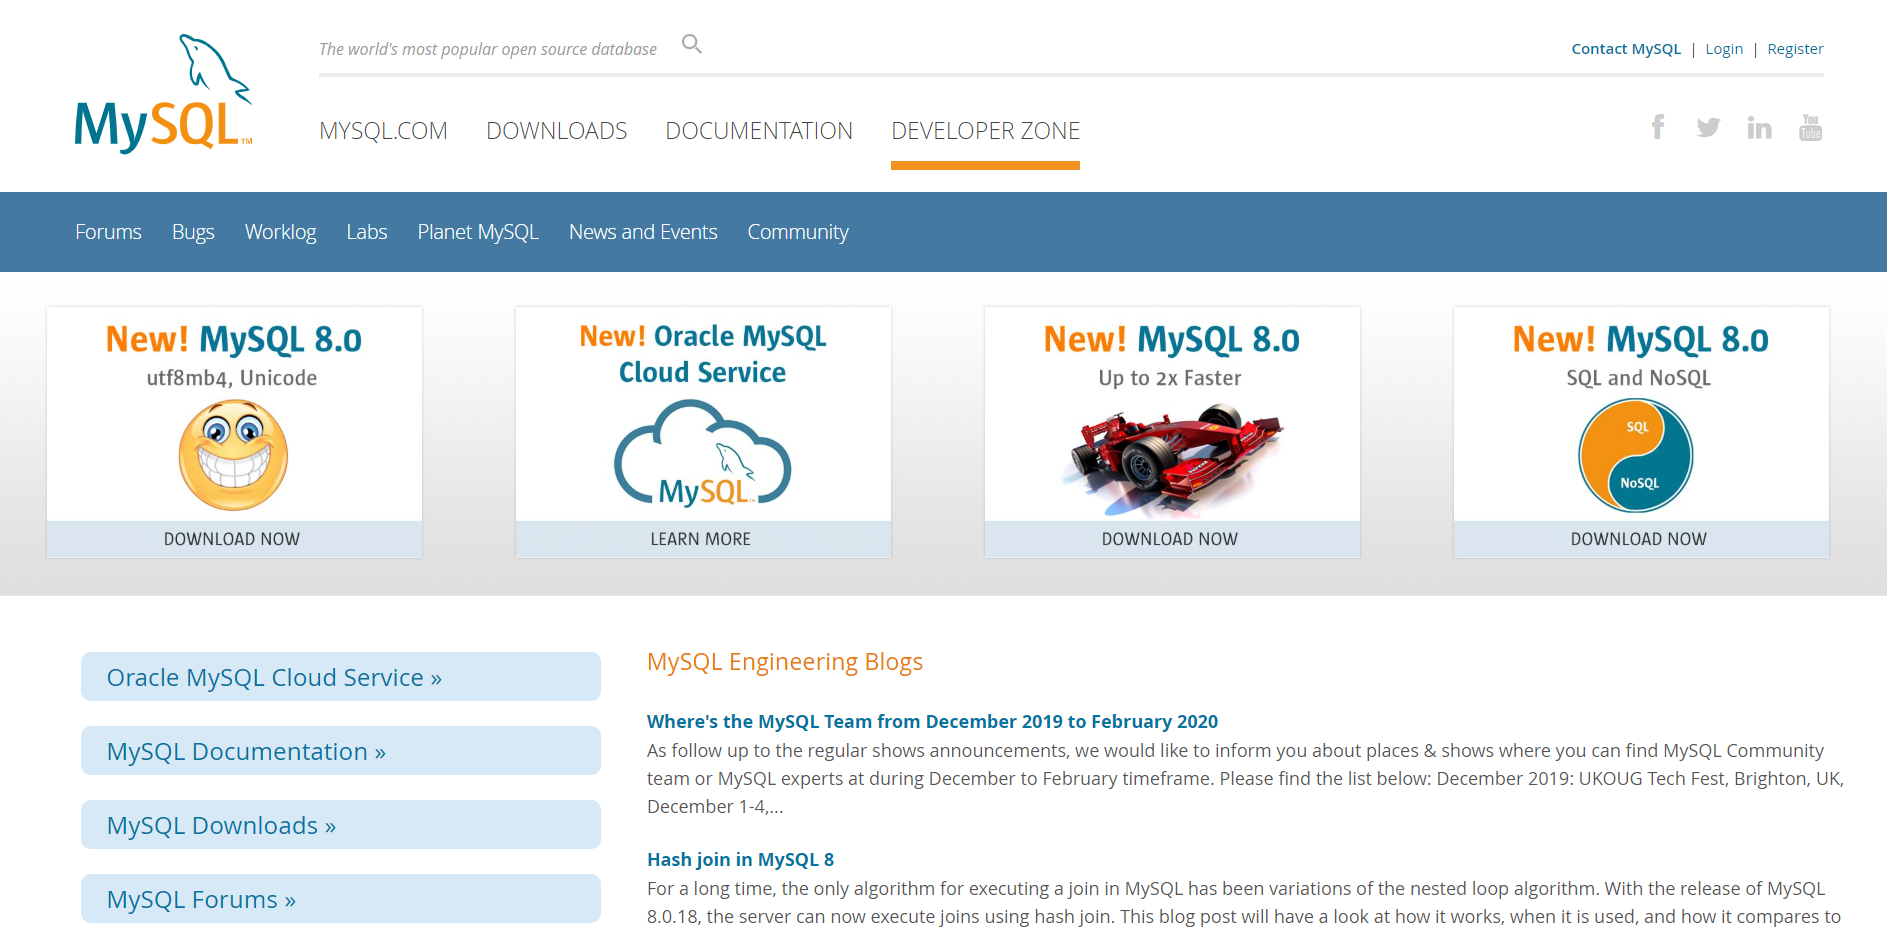 The world's most popular open source database
Contact MySQL | Login | Register
MySQL™
MYSQL.COM DOWNLOADS DOCUMENTATION DEVELOPER ZONE
f in You Tube
Forums Bugs Worklog Labs Planet MySQL News and Events Community
New! MySQL 8.0
utf8mb4, Unicode
DOWNLOAD NOW
New! Oracle MySQL
Cloud Service
MySQL™
LEARN MORE
New! MySQL 8.0
Up to 2x Faster
DOWNLOAD NOW
New! MySQL 8.0
SQL and NoSQL
SQL
NoSQL
DOWNLOAD NOW
Oracle MySQL Cloud Service »
MySQL Documentation »
MySQL Downloads »
MySQL Forums »
MySQL Engineering Blogs
Where's the MySQL Team from December 2019 to February 2020
As follow up to the regular shows announcements, we would like to inform you about places & shows where you can find MySQL Community
team or MySQL experts at during December to February timeframe. Please find the list below: December 2019: UKOUG Tech Fest, Brighton, UK,
December 1-4,...
Hash join in MySQL 8
For a long time, the only algorithm for executing a join in MySQL has been variations of the nested loop algorithm. With the release of MySQL
8.0.18, the server can now execute joins using hash join. This blog post will have a look at how it works, when it is used, and how it compares to